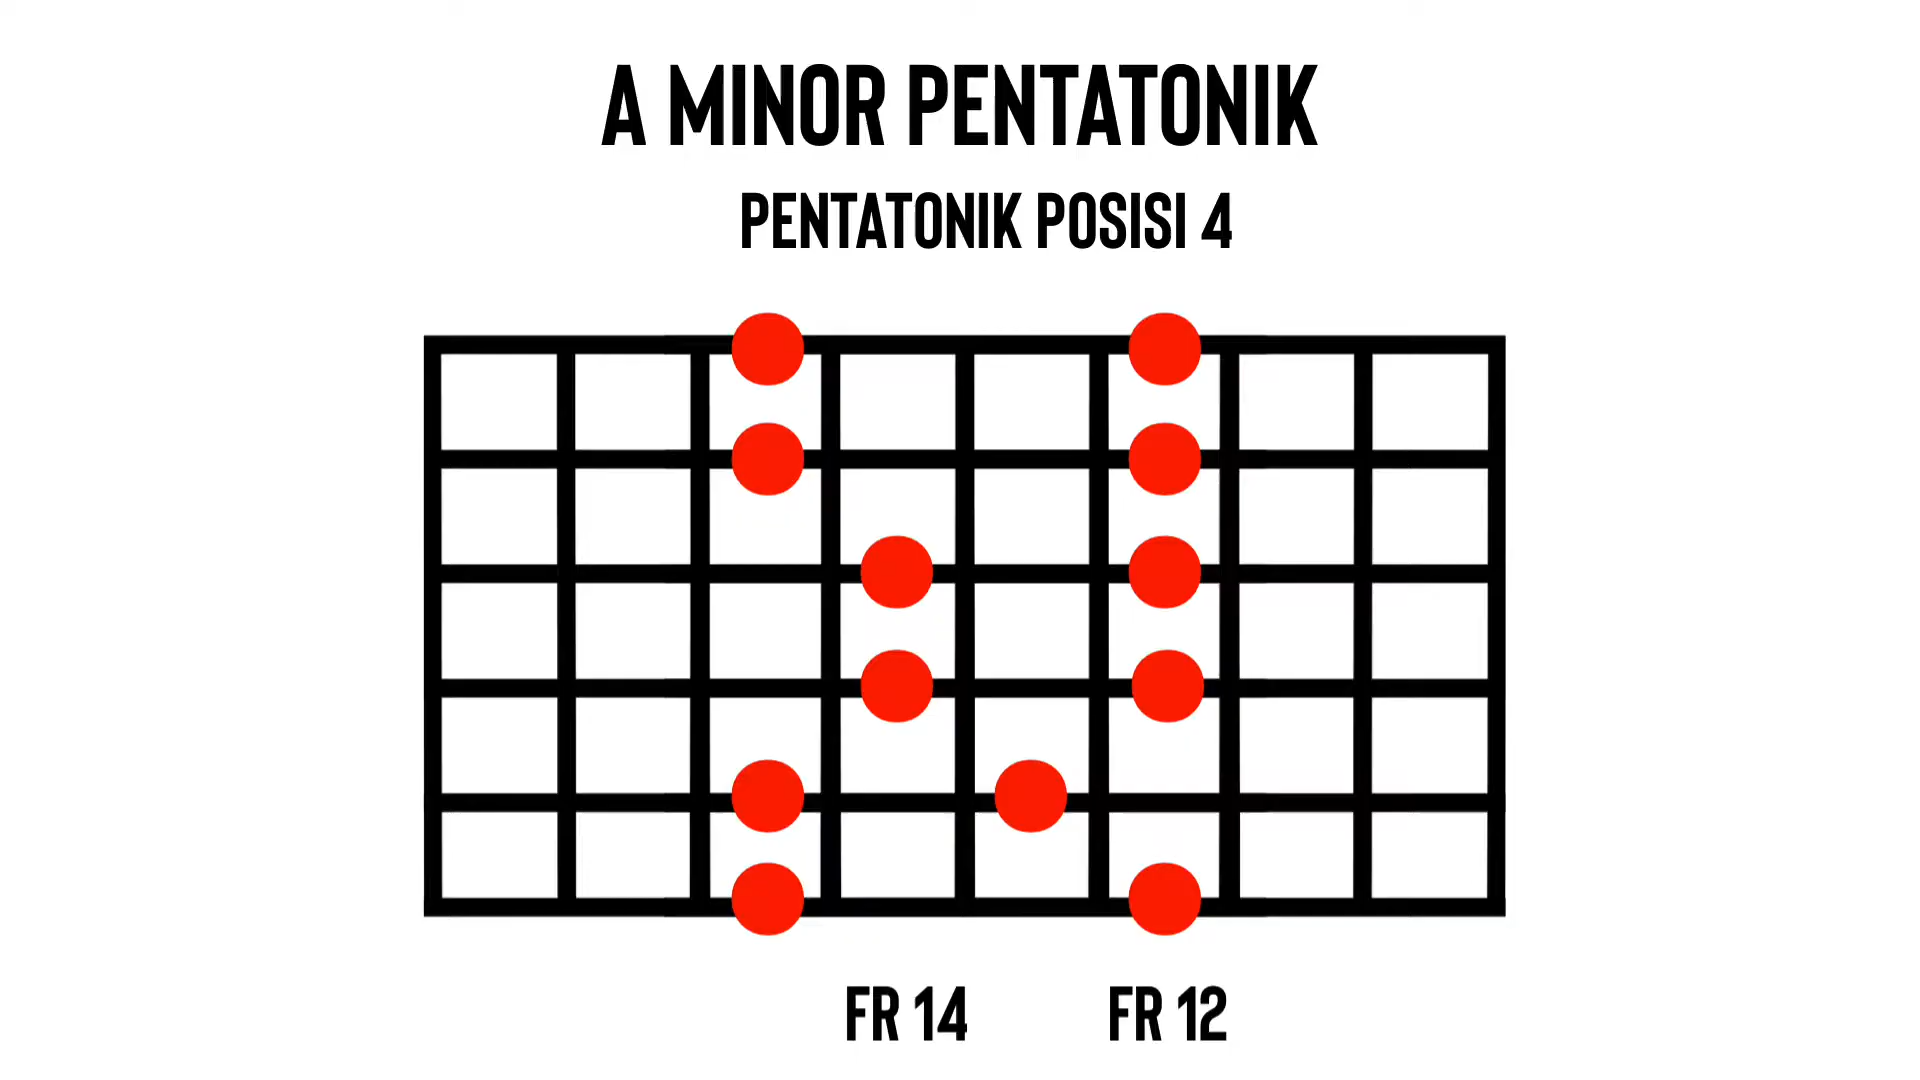 A MINOR PENTATONIK
PENTATONIK POSISI 4
FR 14 FR 12